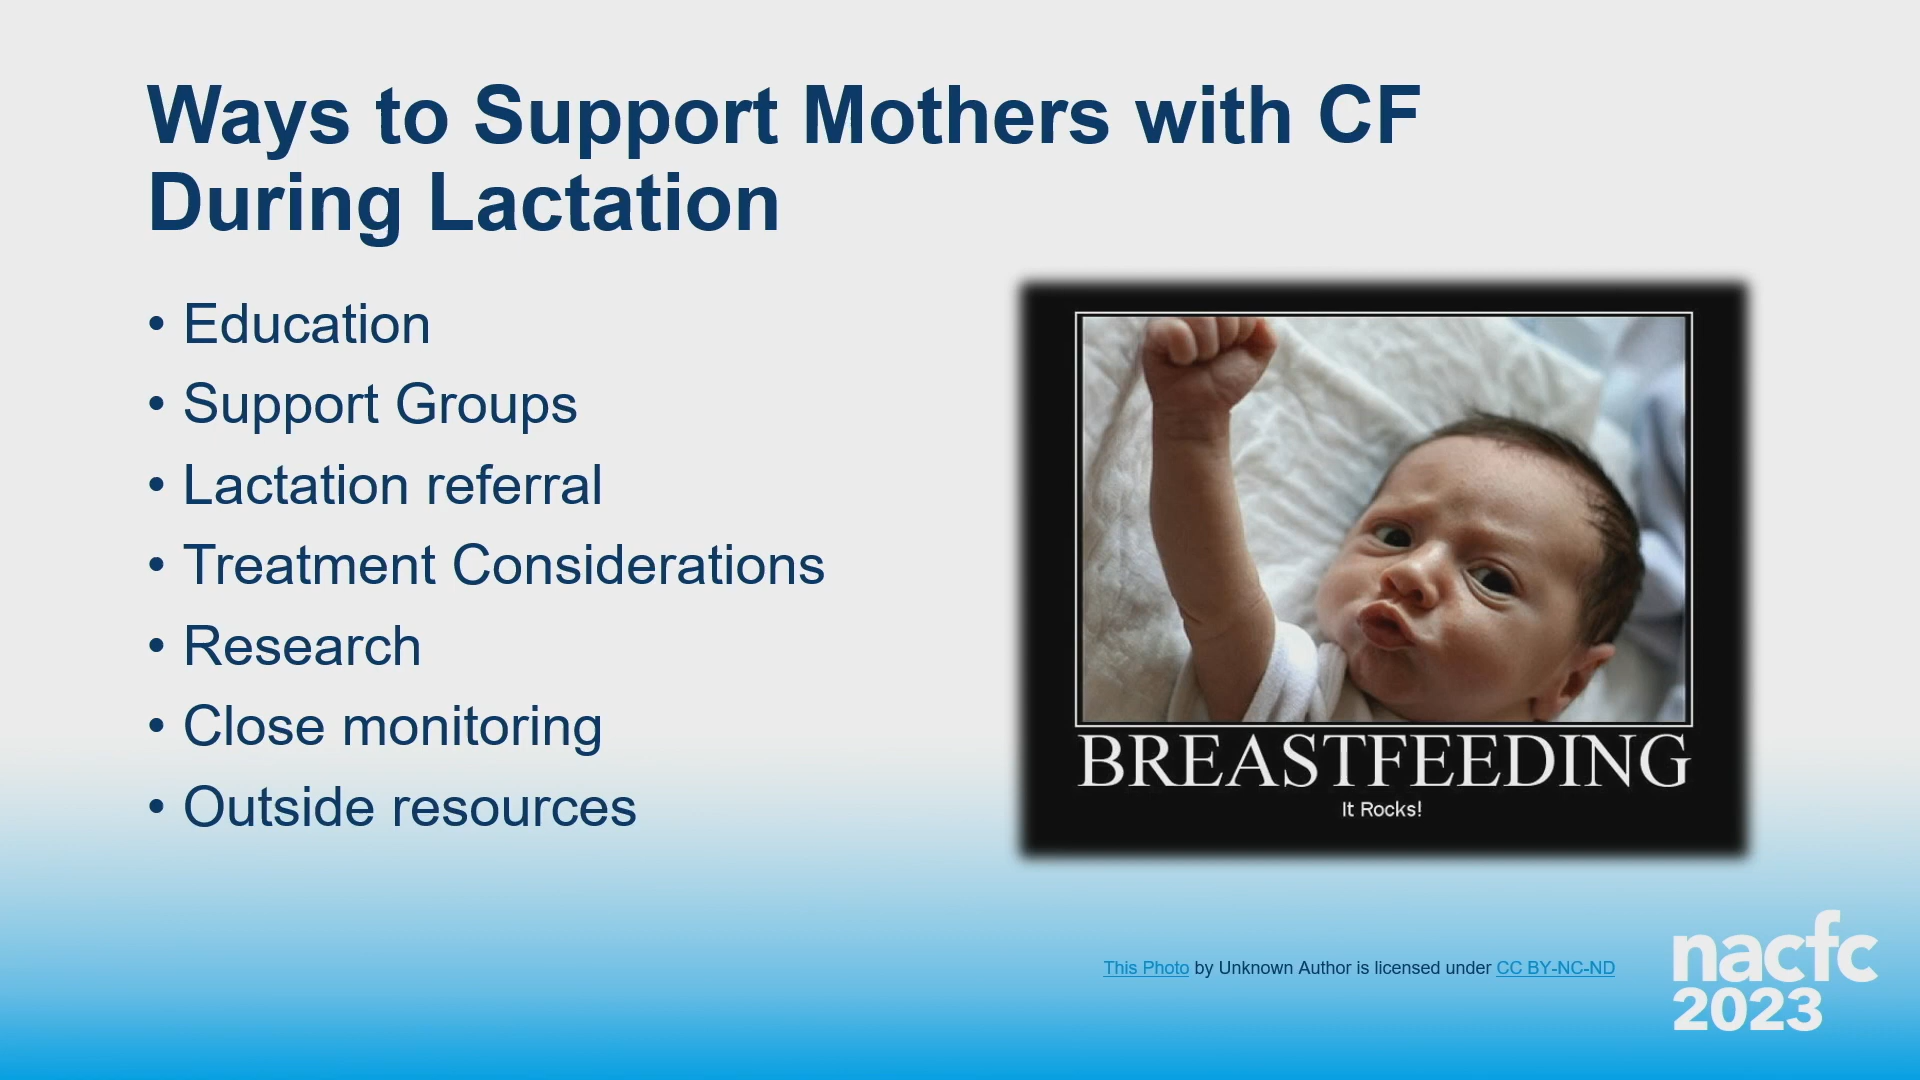 Ways to Support Mothers with CF
During Lactation
• Education
• Support Groups
• Lactation referral
• Treatment Considerations
• Research
• Close monitoring
• Outside resources
BREASTFEEDING
It Rocks!
This Photo by Unknown Author is licensed under CC BY-NC-ND
nacfc
2023